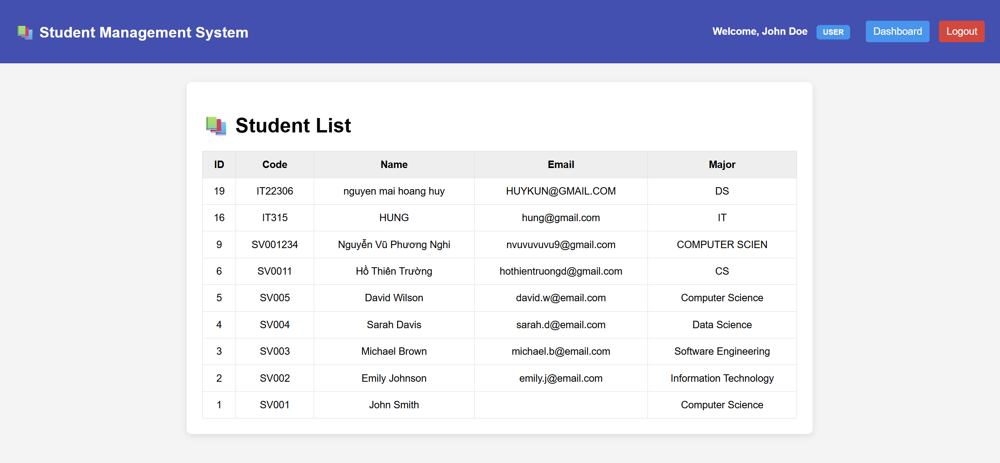 Student Management System
Welcome, John Doe USER Dashboard Logout
Student List
ID Code Name Email Major
19 IT22306 nguyen mai hoang huy HUYKUN@GMAIL.COM DS
16 IT315 HUNG hung@gmail.com IT
9 SV001234 Nguyễn Vũ Phương Nghi nvuvuvuvu9@gmail.com COMPUTER SCIEN
6 SV0011 Hồ Thiên Trường hothientruongd@gmail.com CS
5 SV005 David Wilson david.w@email.com Computer Science
4 SV004 Sarah Davis sarah.d@email.com Data Science
3 SV003 Michael Brown michael.b@email.com Software Engineering
2 SV002 Emily Johnson emily.j@email.com Information Technology
1 SV001 John Smith Computer Science